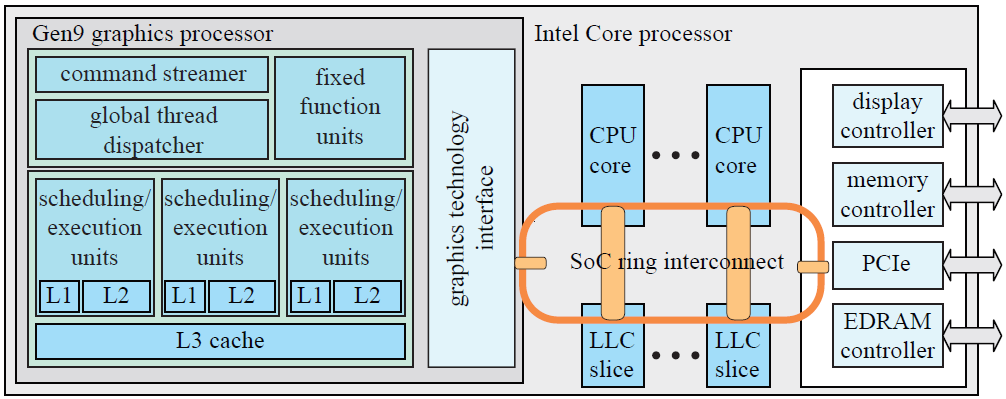 Gen9 graphics processor
command streamer
global thread
dispatcher
fixed
function
units
scheduling/
execution
units
L1 L2
scheduling/
execution
units
L1 L2
scheduling/
execution
units
L1 L2
L3 cache
graphics technology
interface
Intel Core processor
CPU
core
CPU
core
SoC ring interconnect
LLC
slice
LLC
slice
display
controller
memory
controller
PCIe
EDRAM
controller